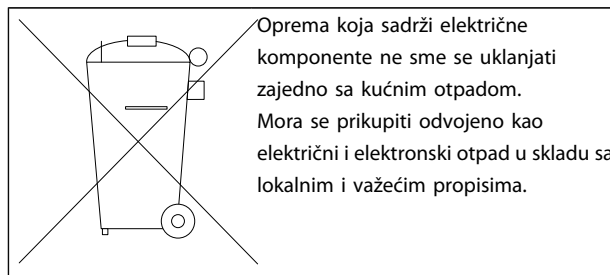 Oprema koja sadrži električne
komponente ne sme se uklanjati
zajedno sa kućnim otpadom.
Mora se prikupiti odvojeno kao
električni i elektronski otpad u skladu sa
lokalnim i važećim propisima.